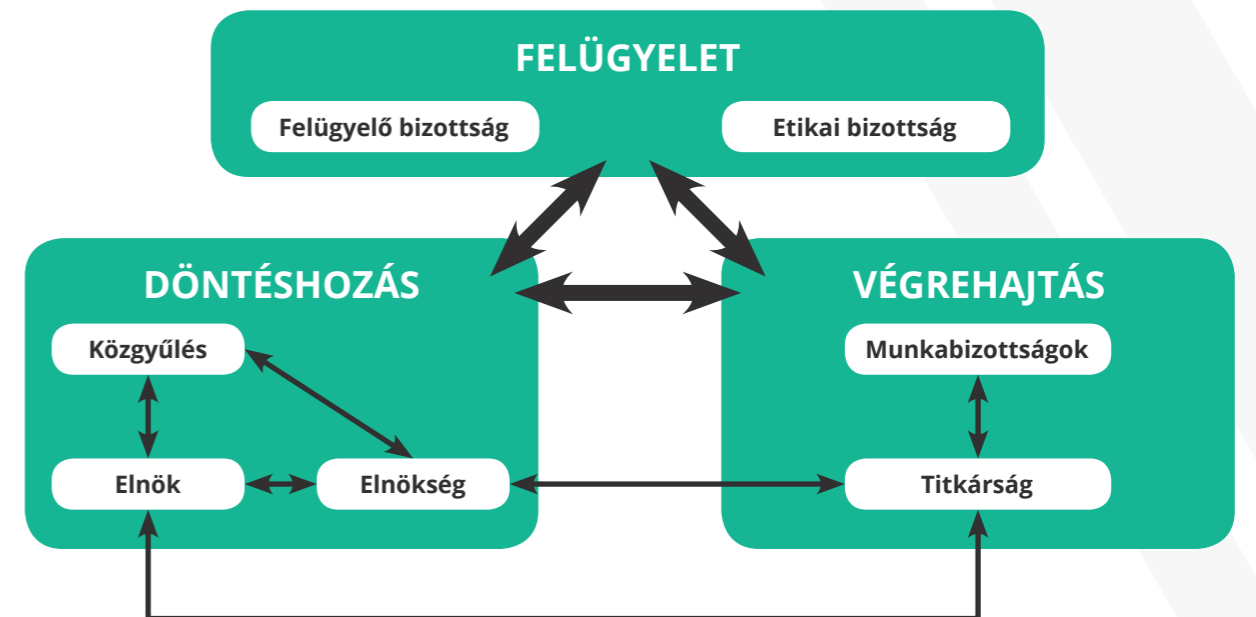 FELÜGYELET
Felügyelő bizottság
Etikai bizottság
DÖNTÉSHOZÁS
Közgyűlés
Elnök
Elnökség
VÉGREHAJTÁS
Munkabizottságok
Titkárság